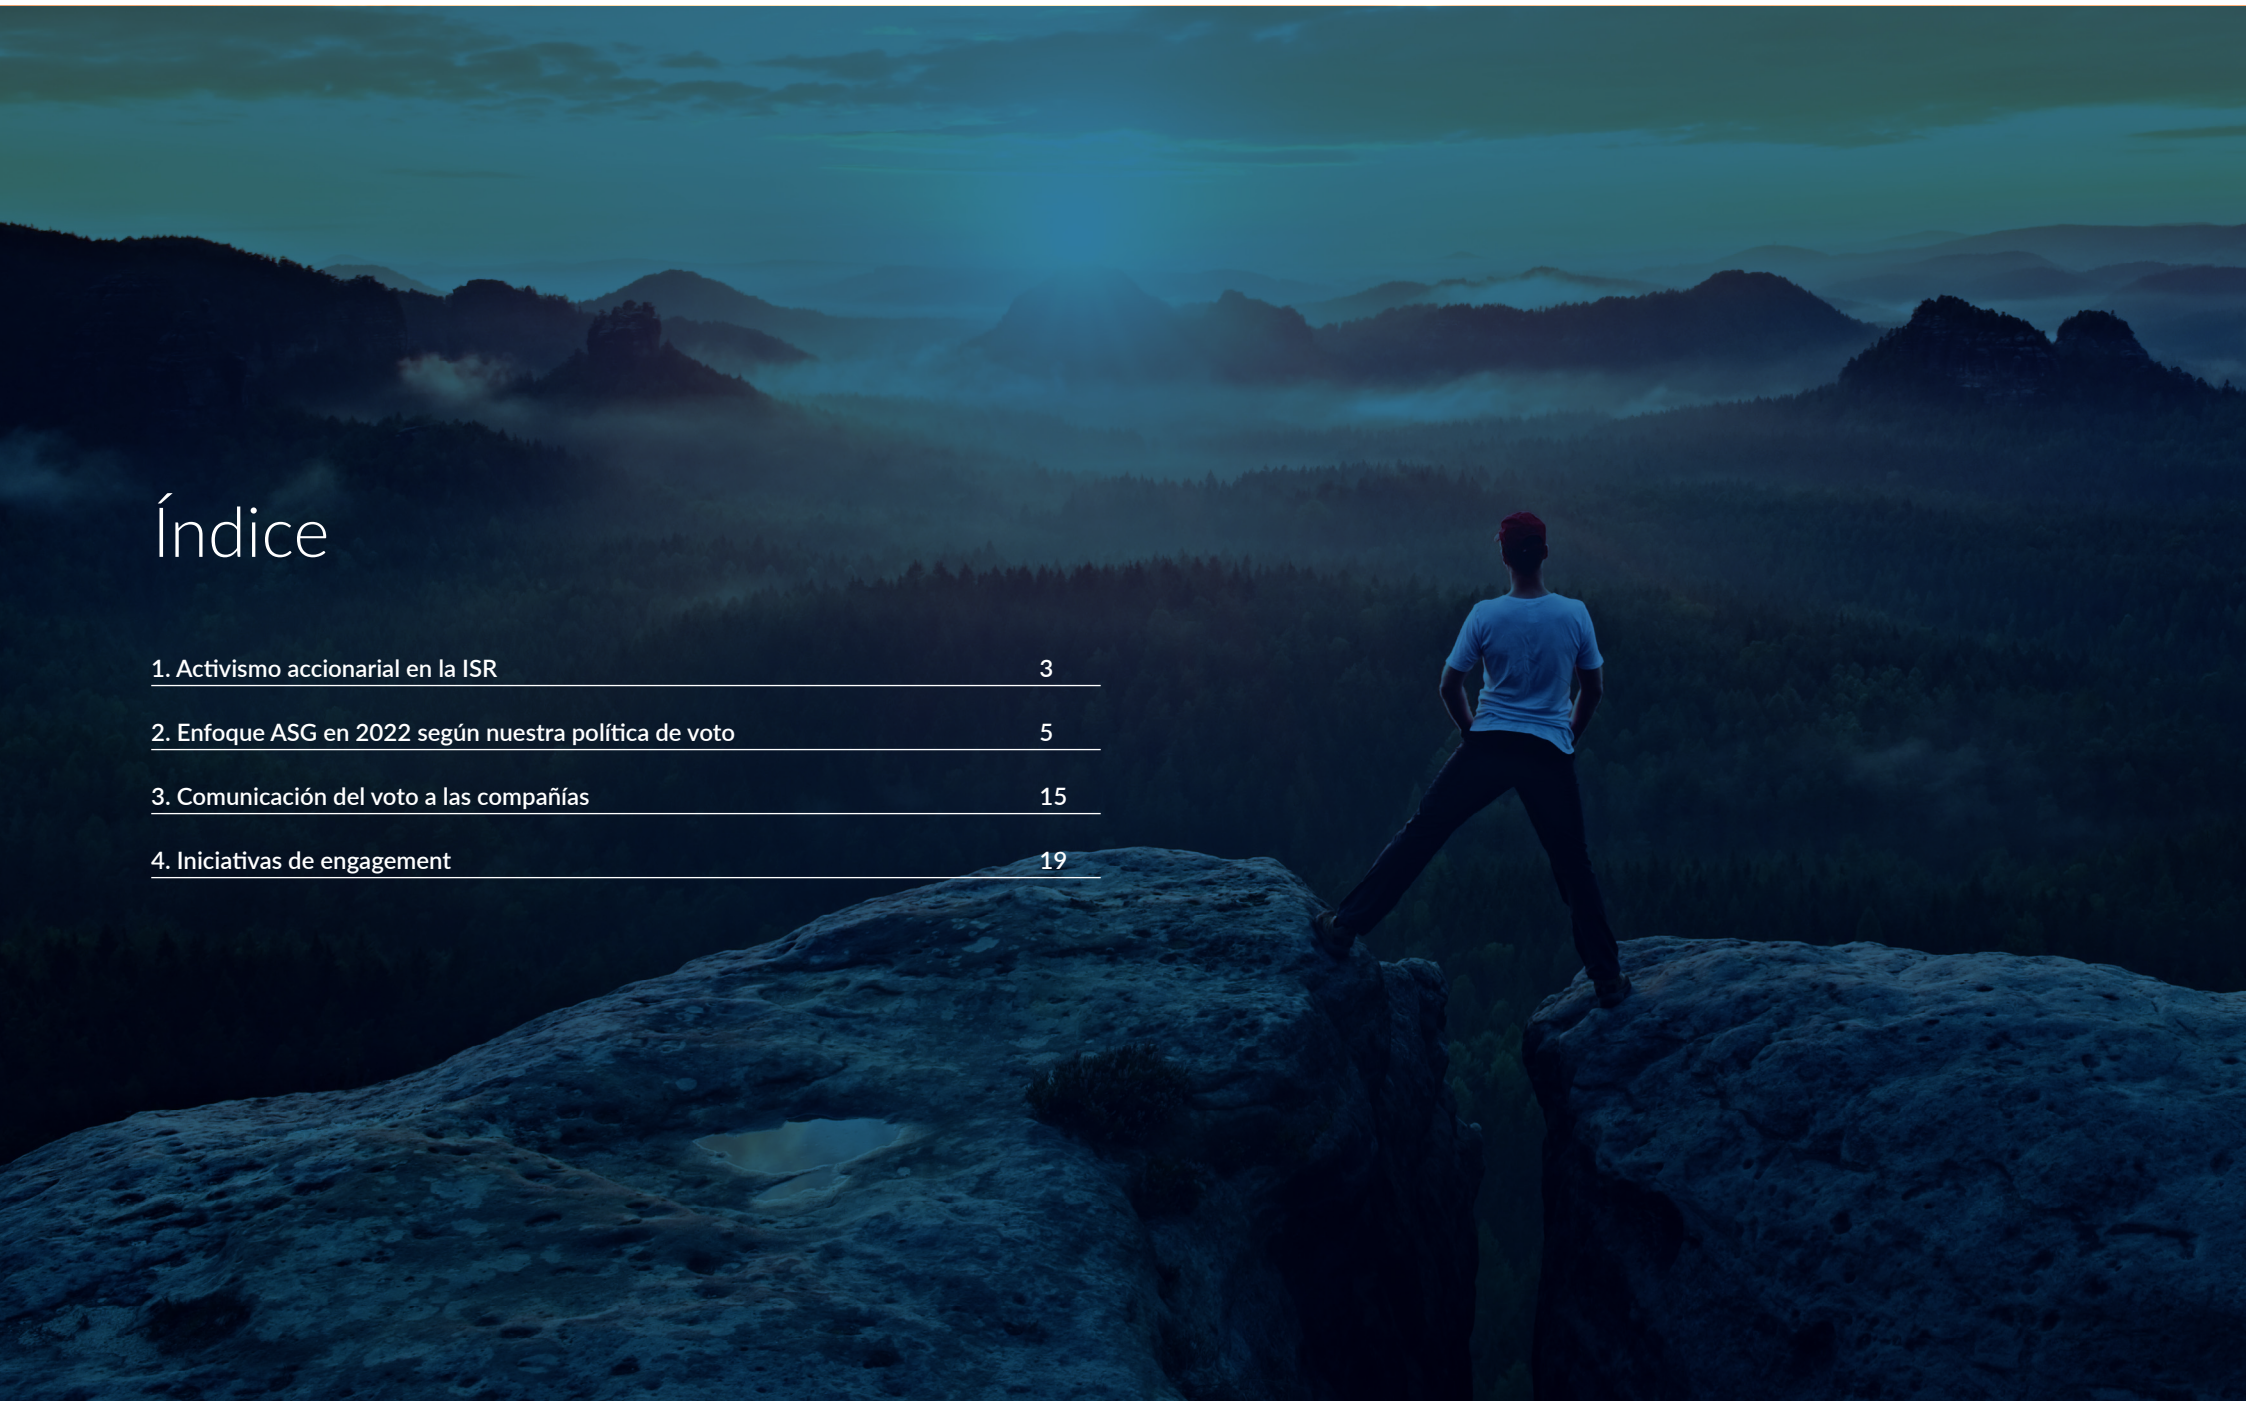 Índice
1. Activismo accionarial en la ISR 3
2. Enfoque ASG en 2022 según nuestra política de voto 5
3. Comunicación del voto a las compañías 15
4. Iniciativas de engagement 19